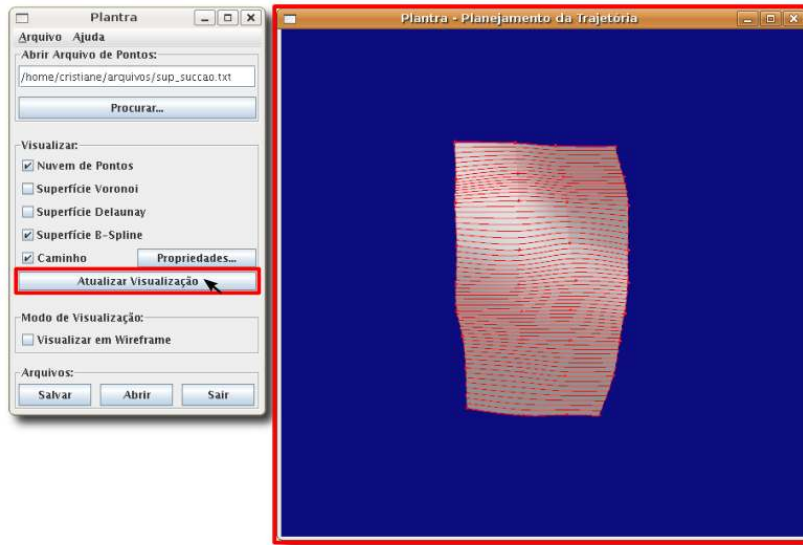 Plantra
Arquivo Ajuda
Abrir Arquivo de Pontos:
/home/cristiane/arquivos/sup_succao.txt
Procurar...
Visualizar:
Nuvem de Pontos
Superfície Voronoi
Superfície Delaunay
Superfície B-Spline
Caminho Propriedades...
Atualizar Visualização
Modo de Visualização:
Visualizar em Wireframe
Arquivos:
Salvar Abrir Sair
Plantra - Planejamento da Trajetória